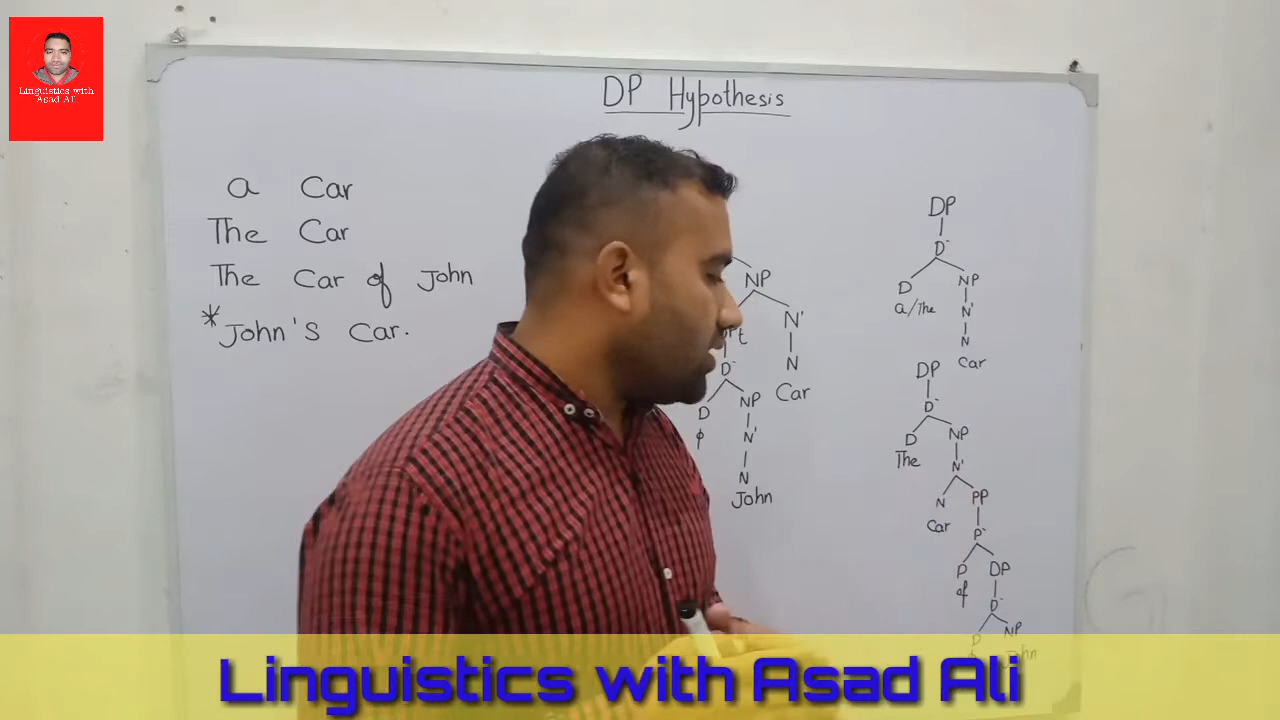 Linguistics with
Asad Ali
DP Hypothesis
a Car
The Car
The Car of John
*John's Car.
NP
N'
t
N
Car
D-
D NP
φ N'
N
John
DP
D-
D NP
a/The N'
N
Car
DP
D-
D NP
The N'
N PP
Car P-
P DP
of D-
D NP
John
Linguistics with Asad Ali